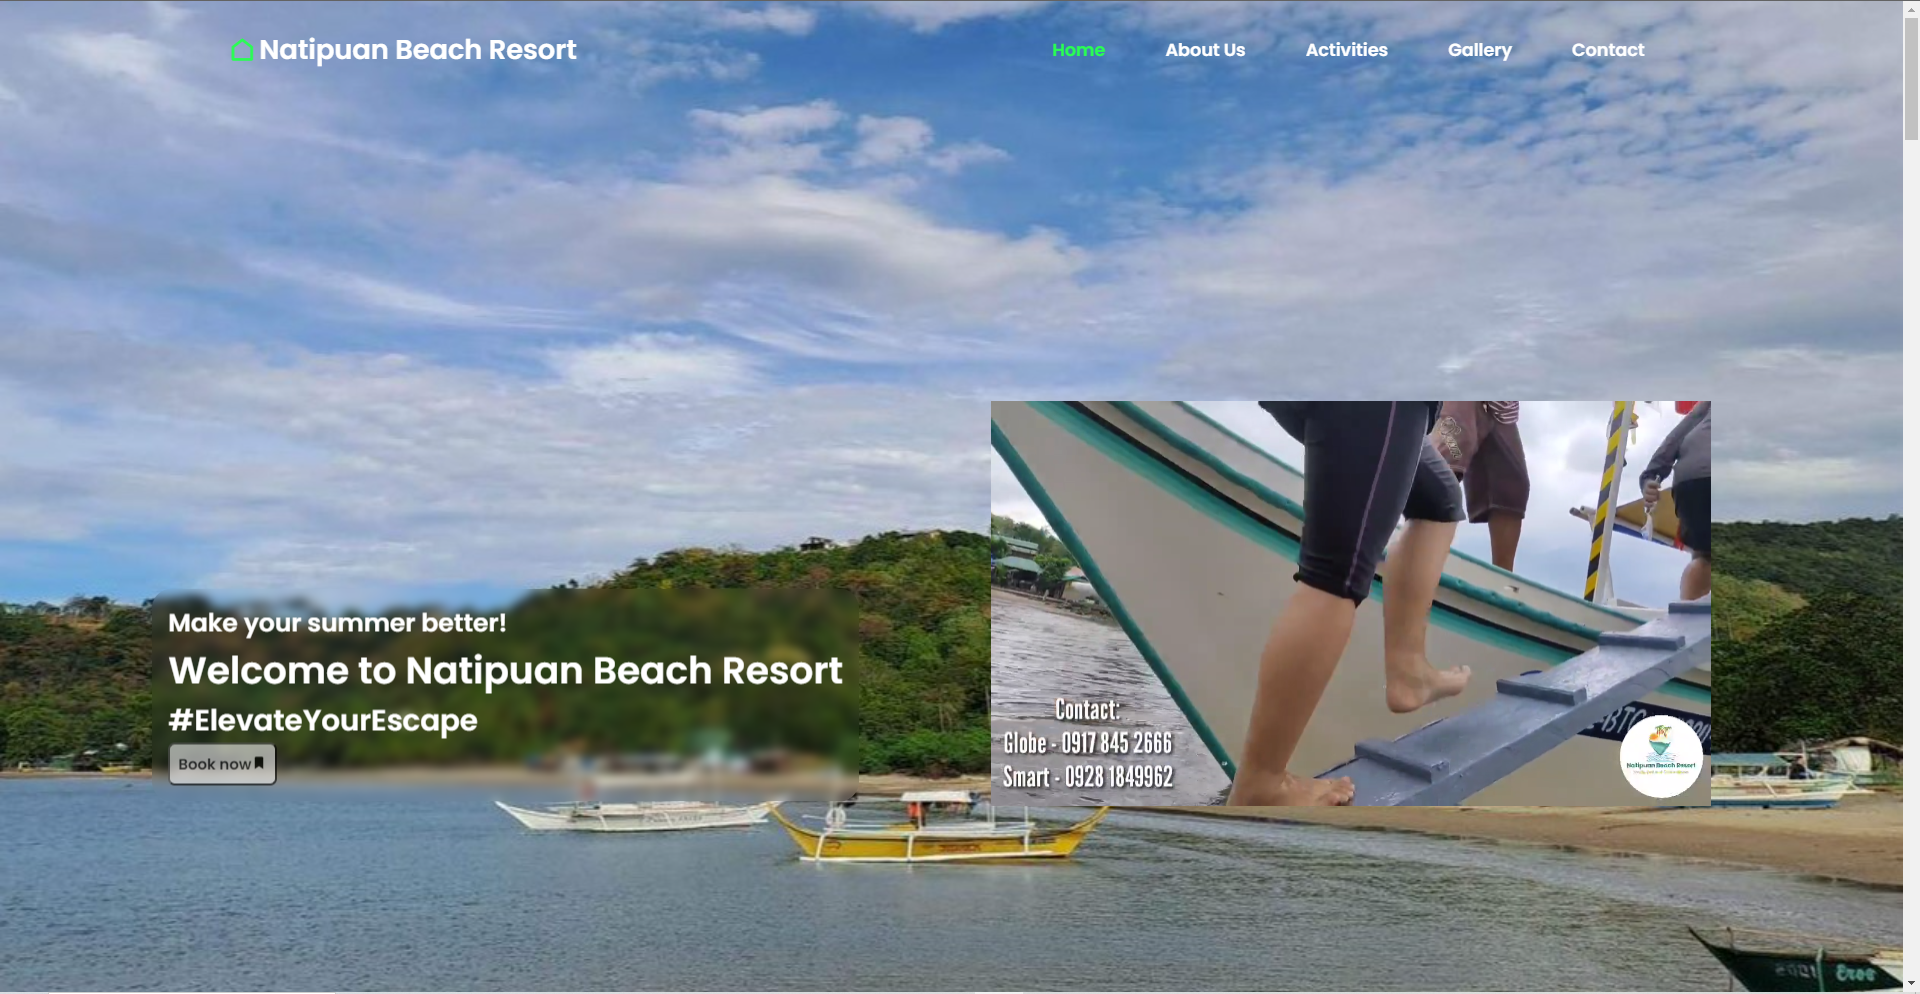 Natipuan Beach Resort
Home
About Us
Activities
Gallery
Contact
Make your summer better!
Welcome to Natipuan Beach Resort
#ElevateYourEscape
Book now
Contact:
Globe - 0917 845 2666
Smart - 0928 1849962
Natipuan Beach Resort
Eros